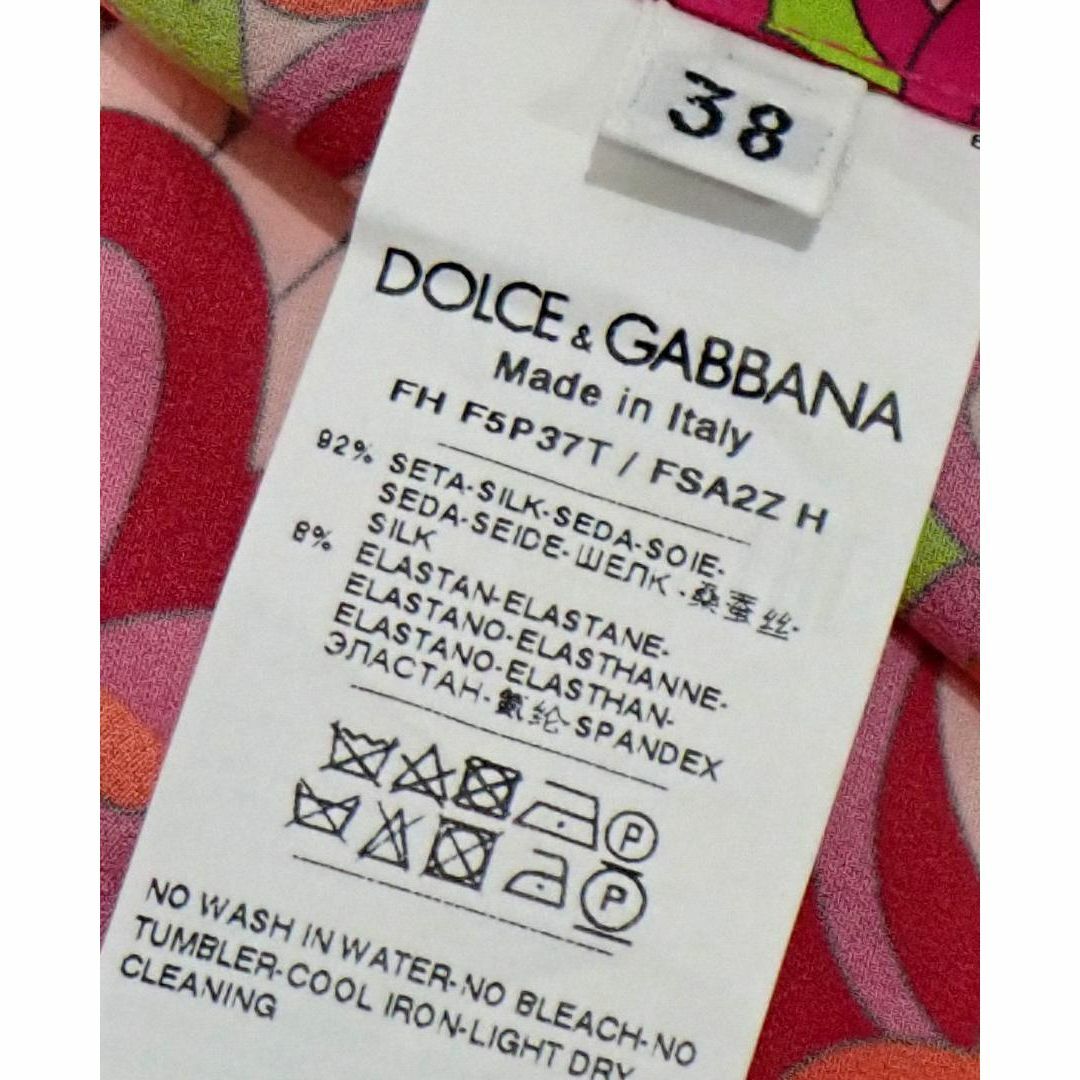 38
DOLCE & GABBANA
Made in Italy
FH F5P37T / FSA2Z H
92% SETA-SILK-SEDA-SOIE-
SEDA-SEIDE-ШЕЛК-桑蚕丝-
SILK
8% ELASTAN-ELASTANE-
ELASTANO-ELASTHANNE-
ELASTANO-ELASTHAN-
ЭЛАСТАН-氨纶-SPANDEX
P
P
NO WASH IN WATER-NO BLEACH-NO
TUMBLER-COOL IRON-LIGHT DRY
CLEANING